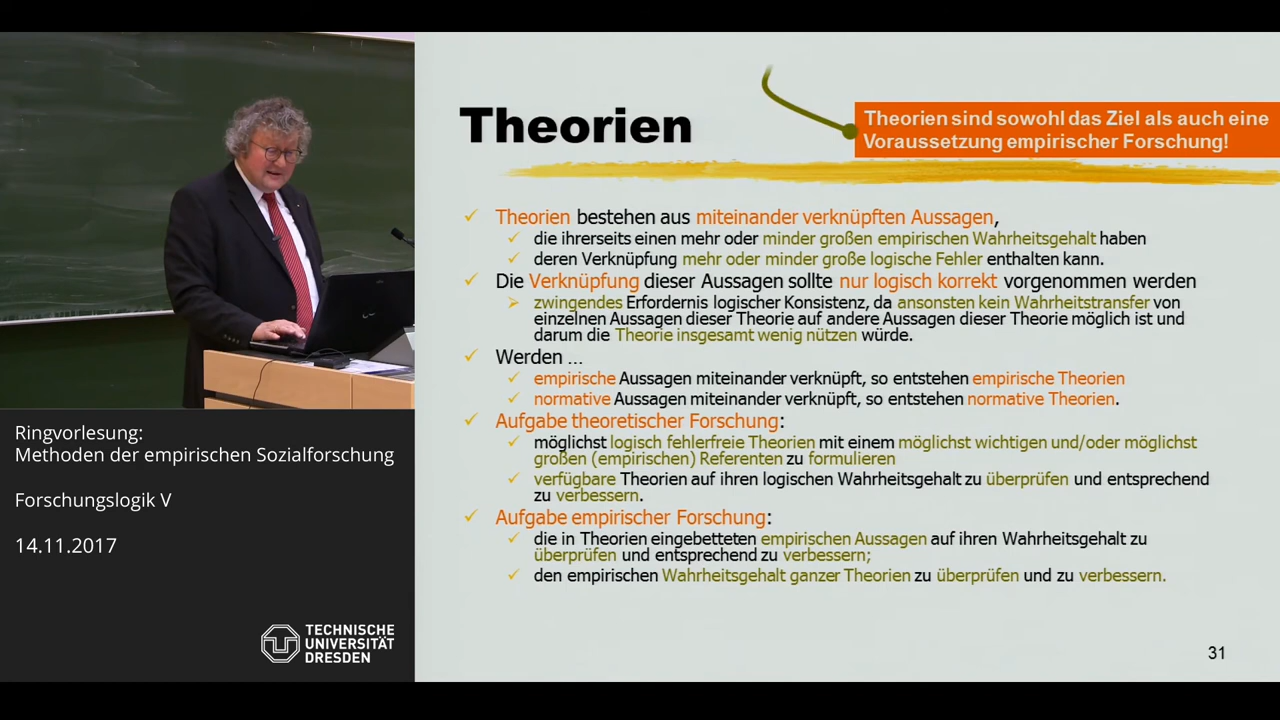 Theorien
Theorien sind sowohl das Ziel als auch eine
Voraussetzung empirischer Forschung!
Theorien bestehen aus miteinander verknüpften Aussagen,
die ihrerseits einen mehr oder minder großen empirischen Wahrheitsgehalt haben
deren Verknüpfung mehr oder minder große logische Fehler enthalten kann.
Die Verknüpfung dieser Aussagen sollte nur logisch korrekt vorgenommen werden
zwingendes Erfordernis logischer Konsistenz, da ansonsten kein Wahrheitstransfer von
einzelnen Aussagen dieser Theorie auf andere Aussagen dieser Theorie möglich ist und
darum die Theorie insgesamt wenig nützen würde.
Werden …
empirische Aussagen miteinander verknüpft, so entstehen empirische Theorien
normative Aussagen miteinander verknüpft, so entstehen normative Theorien.
Aufgabe theoretischer Forschung:
möglichst logisch fehlerfreie Theorien mit einem möglichst wichtigen und/oder möglichst
großen (empirischen) Referenten zu formulieren
verfügbare Theorien auf ihren logischen Wahrheitsgehalt zu überprüfen und entsprechend
zu verbessern.
Aufgabe empirischer Forschung:
die in Theorien eingebetteten empirischen Aussagen auf ihren Wahrheitsgehalt zu
überprüfen und entsprechend zu verbessern;
den empirischen Wahrheitsgehalt ganzer Theorien zu überprüfen und zu verbessern.
31
Ringvorlesung:
Methoden der empirischen Sozialforschung
Forschungslogik V
14.11.2017
TECHNISCHE
UNIVERSITÄT
DRESDEN